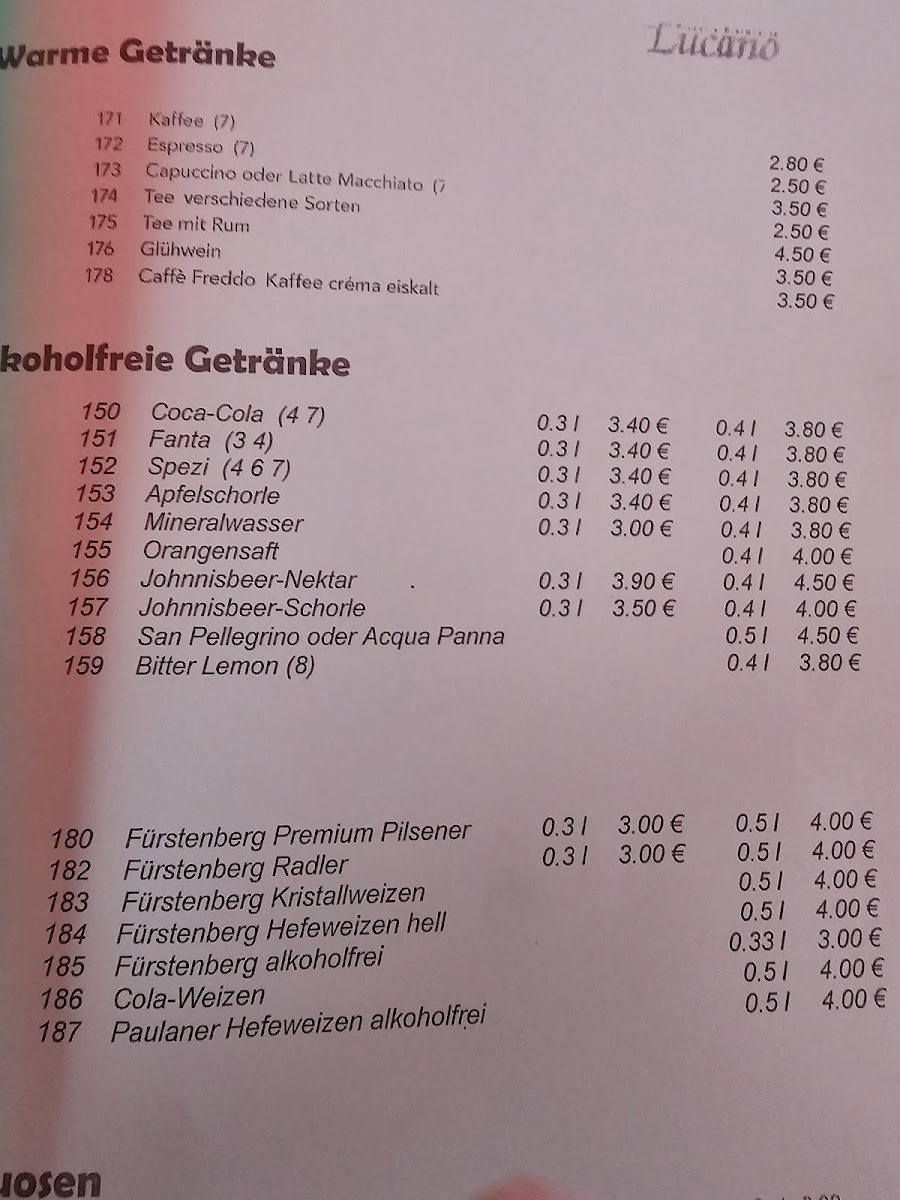 Warme Getränke
Lucano
171 Kaffee (7) 2.80 €
172 Espresso (7) 2.50 €
173 Capuccino oder Latte Macchiato (7 3.50 €
174 Tee verschiedene Sorten 2.50 €
175 Tee mit Rum 4.50 €
176 Glühwein 3.50 €
178 Caffè Freddo Kaffee créma eiskalt 3.50 €
koholfreie Getränke
150 Coca-Cola (4 7) 0.3 l 3.40 € 0.4 l 3.80 €
151 Fanta (3 4) 0.3 l 3.40 € 0.4 l 3.80 €
152 Spezi (4 6 7) 0.3 l 3.40 € 0.4 l 3.80 €
153 Apfelschorle 0.3 l 3.40 € 0.4 l 3.80 €
154 Mineralwasser 0.3 l 3.00 € 0.4 l 3.80 €
155 Orangensaft 0.4 l 4.00 €
156 Johnnisbeer-Nektar 0.3 l 3.90 € 0.4 l 4.50 €
157 Johnnisbeer-Schorle 0.3 l 3.50 € 0.4 l 4.00 €
158 San Pellegrino oder Acqua Panna 0.5 l 4.50 €
159 Bitter Lemon (8) 0.4 l 3.80 €
180 Fürstenberg Premium Pilsener 0.3 l 3.00 € 0.5 l 4.00 €
182 Fürstenberg Radler 0.3 l 3.00 € 0.5 l 4.00 €
183 Fürstenberg Kristallweizen 0.5 l 4.00 €
184 Fürstenberg Hefeweizen hell 0.5 l 4.00 €
185 Fürstenberg alkoholfrei 0.33 l 3.00 €
186 Cola-Weizen 0.5 l 4.00 €
187 Paulaner Hefeweizen alkoholfrei 0.5 l 4.00 €
uosen